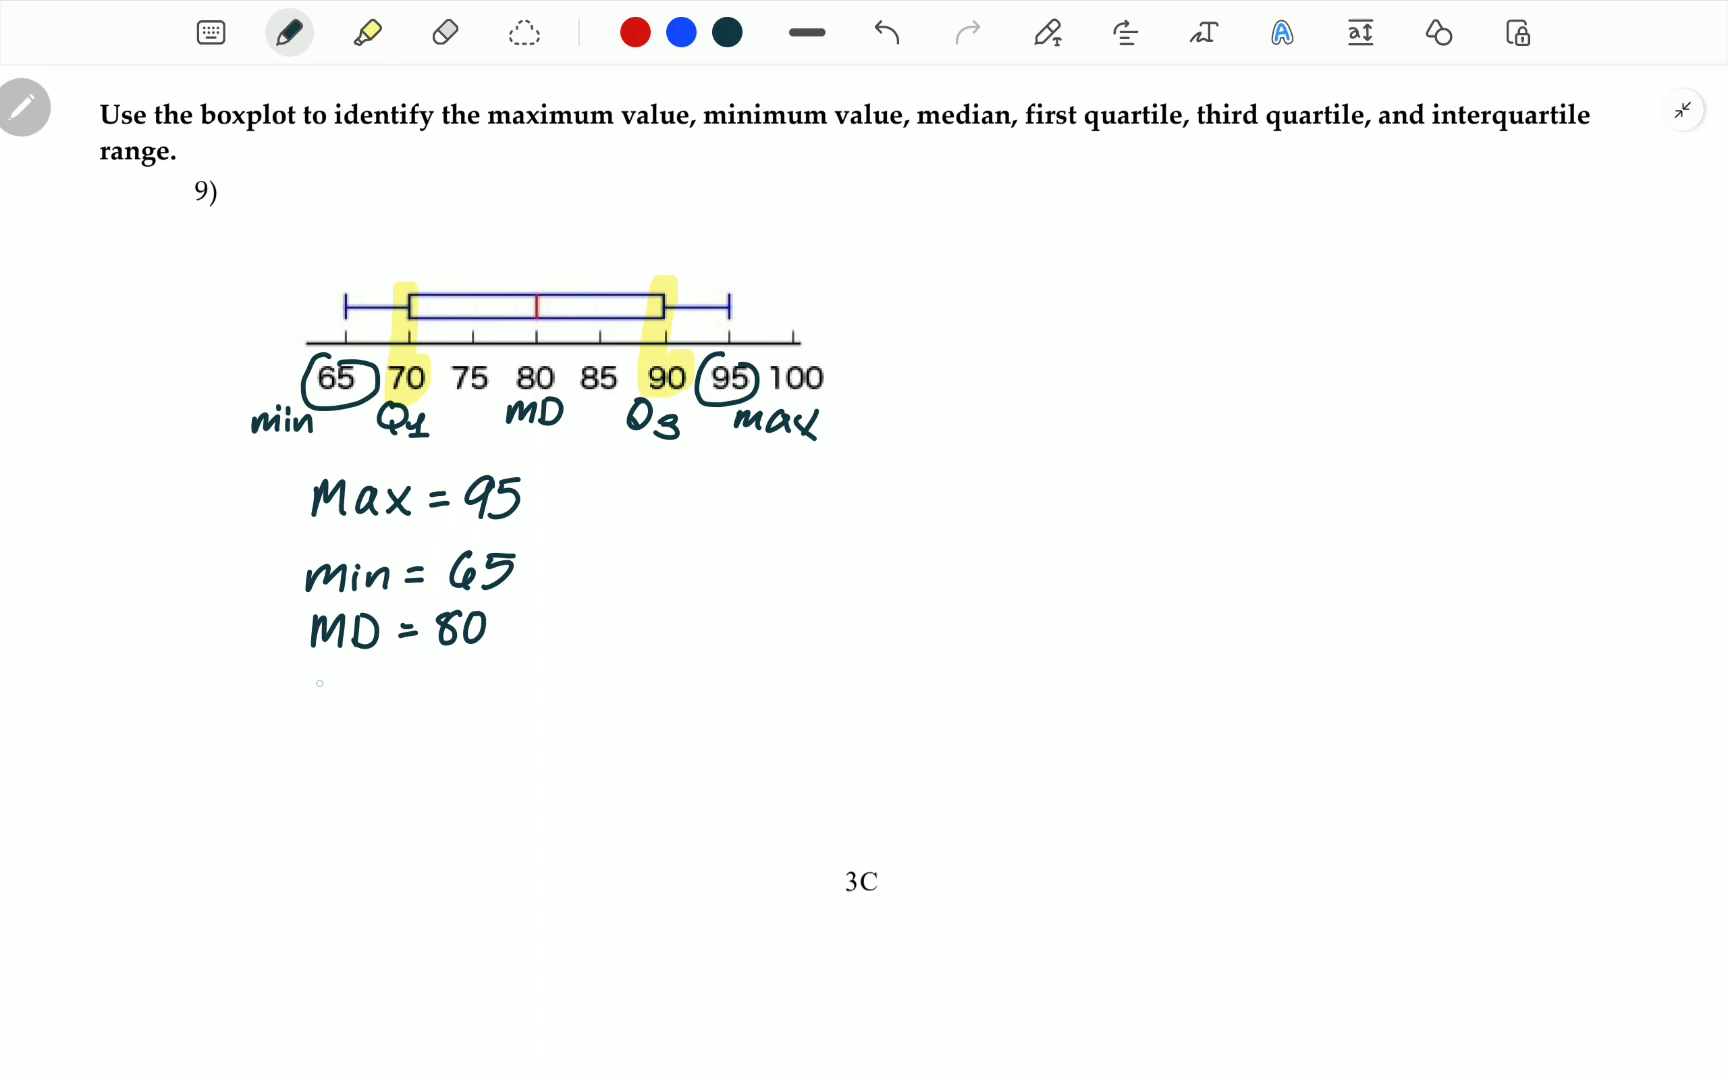 Use the boxplot to identify the maximum value, minimum value, median, first quartile, third quartile, and interquartile
range.
9)
65 70 75 80 85 90 95 100
min Q1 MD Q3 max
Max = 95
min = 65
MD = 80
3C